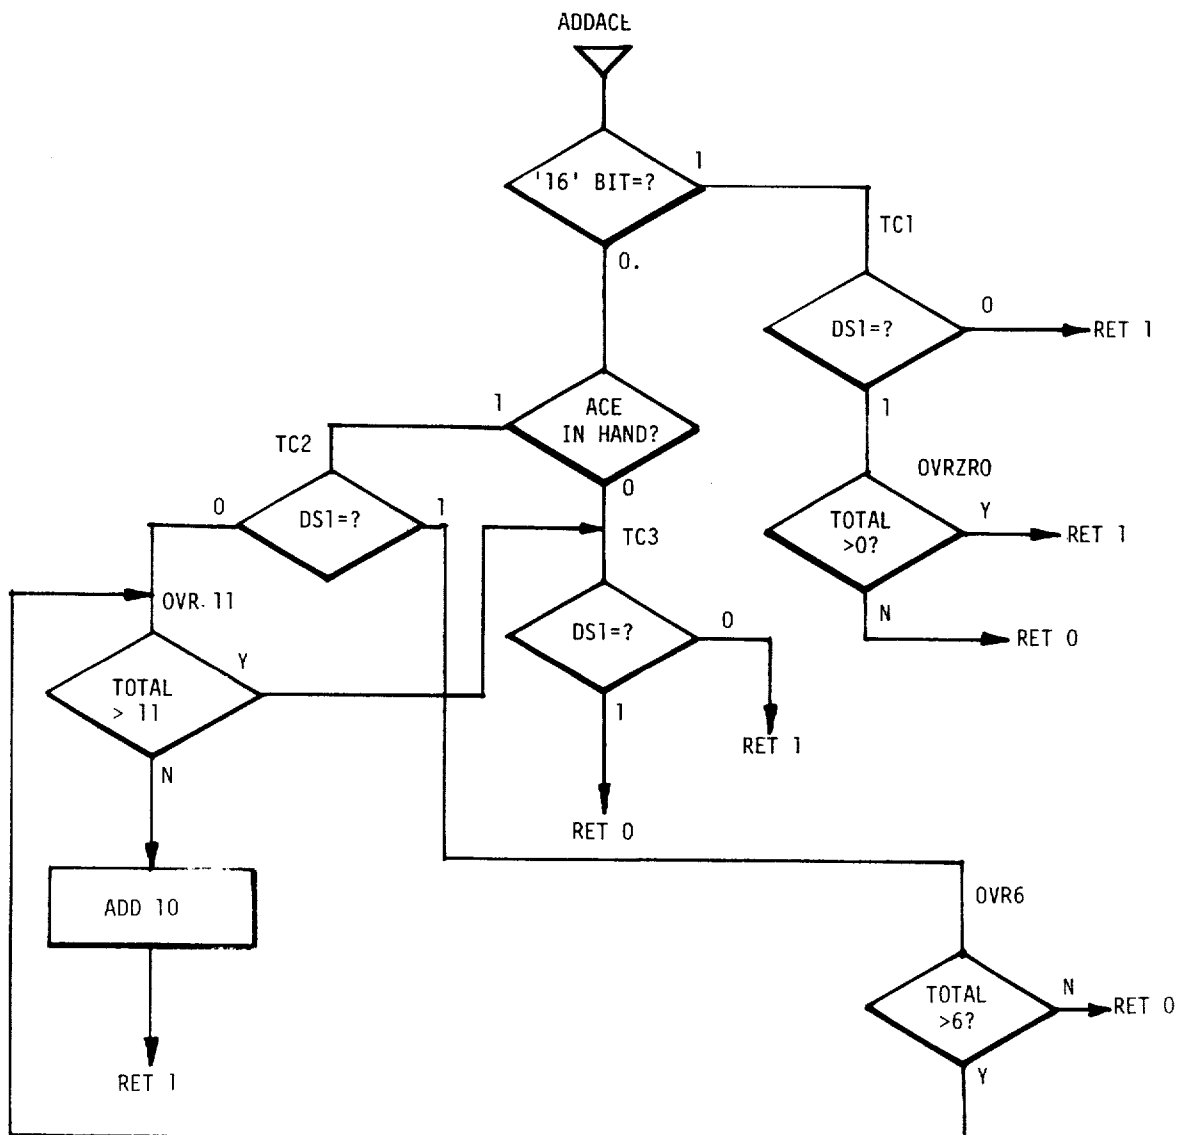 ADDACE
'16' BIT=?
1
0.
TC1
DS1=?
0
RET 1
1
OVRZRO
TOTAL
>0?
Y
RET 1
N
RET 0
ACE
IN HAND?
1
0
TC2
DS1=?
0
1
TC3
DS1=?
0
RET 1
1
RET 0
OVR 11
TOTAL
> 11
Y
N
ADD 10
RET 1
OVR6
TOTAL
>6?
N
RET 0
Y